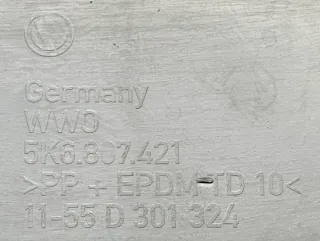 Germany
WWO
5K6.807.421
>PP + EPDM TD 10<
11-55 D 301 324